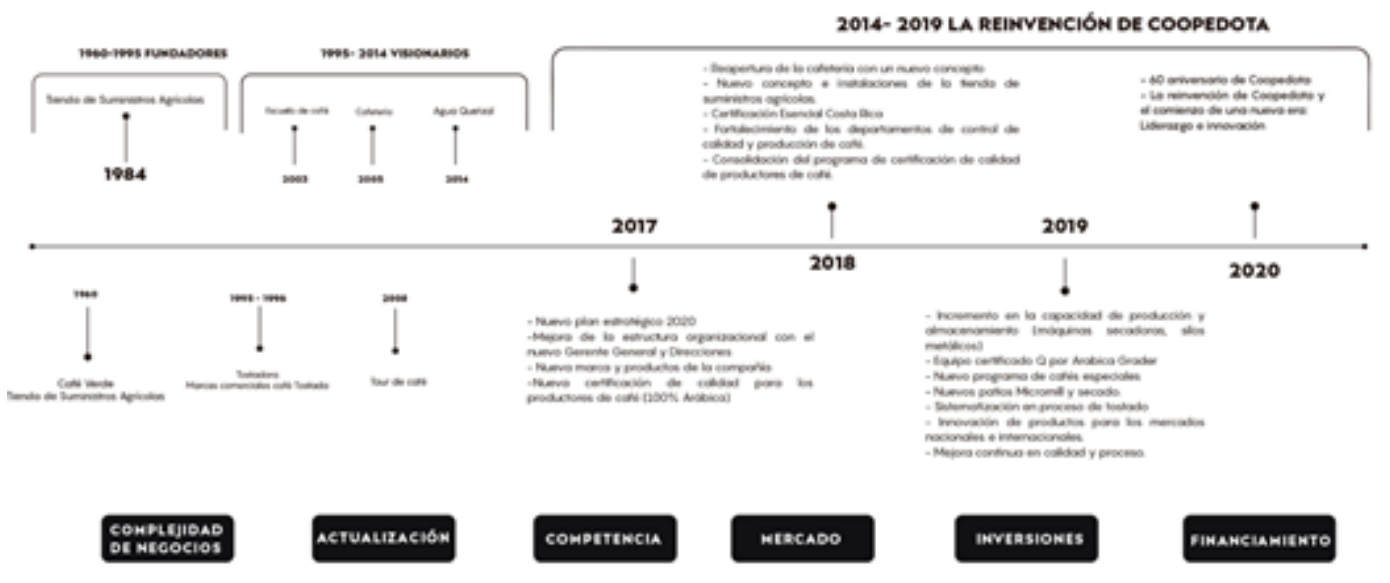 2014- 2019 LA REINVENCIÓN DE COOPEDOTA
1960-1995 FUNDADORES
1995- 2014 VISIONARIOS
Tienda de Suministros Agrícolas
1984
Escuela de café
2003
Cafetería
2005
Agua Quetzal
2014
- Reapertura de la cafetería con un nuevo concepto
- Nuevo concepto e instalaciones de la tienda de
suministros agrícolas.
- Certificación Esencial Costa Rica
- Fortalecimiento de los departamentos de control de
calidad y producción de café.
- Consolidación del programa de certificación de calidad
de productores de café.
- 60 aniversario de Coopedota
- La reinvención de Coopedota y
el comienzo de una nueva era:
Liderazgo e innovación
2017
2018
2019
2020
1960
Café Verde
Tienda de Suministros Agrícolas
1995 - 1996
Tostadora
Marcas comerciales café Tostado
2008
Tour de café
- Nuevo plan estratégico 2020
-Mejora de la estructura organizacional con el
nuevo Gerente General y Direcciones
- Nueva marca y productos de la compañía
-Nueva certificación de calidad para los
productores de café (100% Arábica)
- Incremento en la capacidad de producción y
almacenamiento (máquinas secadoras, silos
metálicos)
- Equipo certificado Q por Arabica Grader
- Nuevo programa de cafés especiales
- Nuevos patios Micromill y secado.
- Sistematización en proceso de tostado
- Innovación de productos para los mercados
nacionales e internacionales.
- Mejora continua en calidad y proceso.
COMPLEJIDAD
DE NEGOCIOS
ACTUALIZACIÓN
COMPETENCIA
MERCADO
INVERSIONES
FINANCIAMIENTO